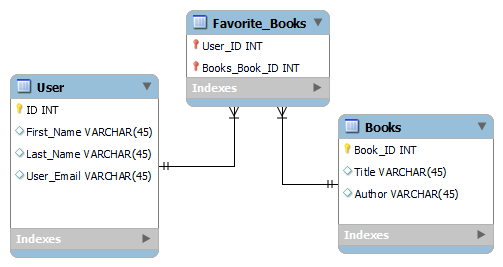 Favorite_Books
User_ID INT
Books_Book_ID INT
Indexes
User
ID INT
First_Name VARCHAR(45)
Last_Name VARCHAR(45)
User_Email VARCHAR(45)
Indexes
Books
Book_ID INT
Title VARCHAR(45)
Author VARCHAR(45)
Indexes